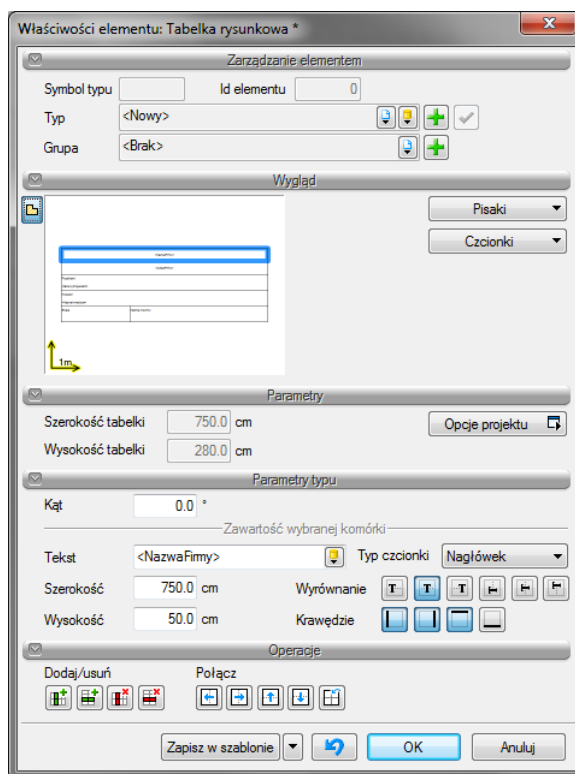 Właściwości elementu: Tabelka rysunkowa *
Zarządzanie elementem
Symbol typu Id elementu 0
Typ <Nowy>
Grupa <Brak>
Wygląd
Pisaki
Czcionki
1m
Parametry
Szerokość tabelki 750.0 cm Opcje projektu
Wysokość tabelki 280.0 cm
Parametry typu
Kąt 0.0 °
Zawartość wybranej komórki
Tekst <NazwaFirmy> Typ czcionki Nagłówek
Szerokość 750.0 cm Wyrównanie T T T T T T
Wysokość 50.0 cm Krawędzie
Operacje
Dodaj/usuń Połącz
Zapisz w szablonie OK Anuluj